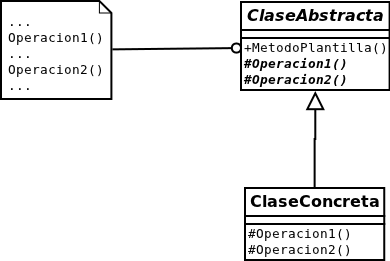 ...
Operacion1()
...
Operacion2()
...
ClaseAbstracta
+MetodoPlantilla()
#Operacion1()
#Operacion2()
ClaseConcreta
#Operacion1()
#Operacion2()